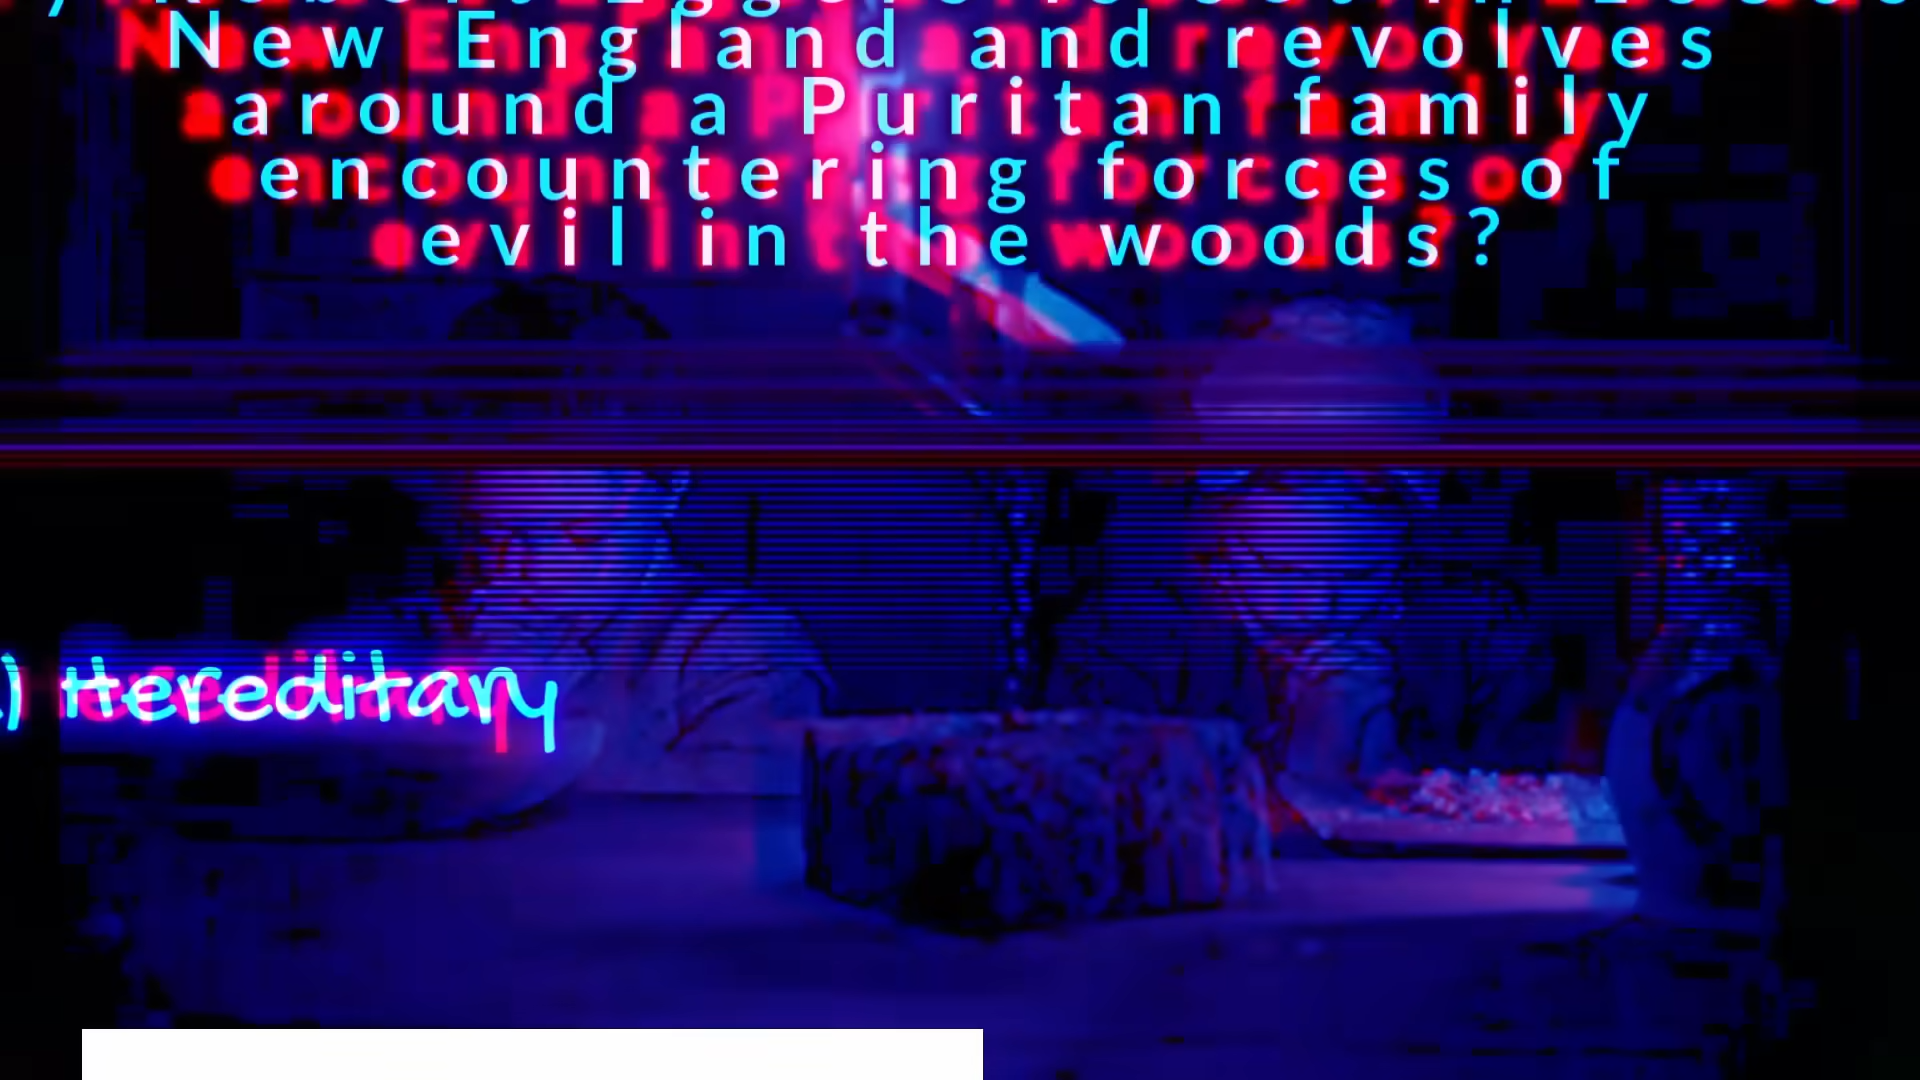 New England and revolves
around a Puritan family
encountering forces of
evil in the woods?
) Hereditary